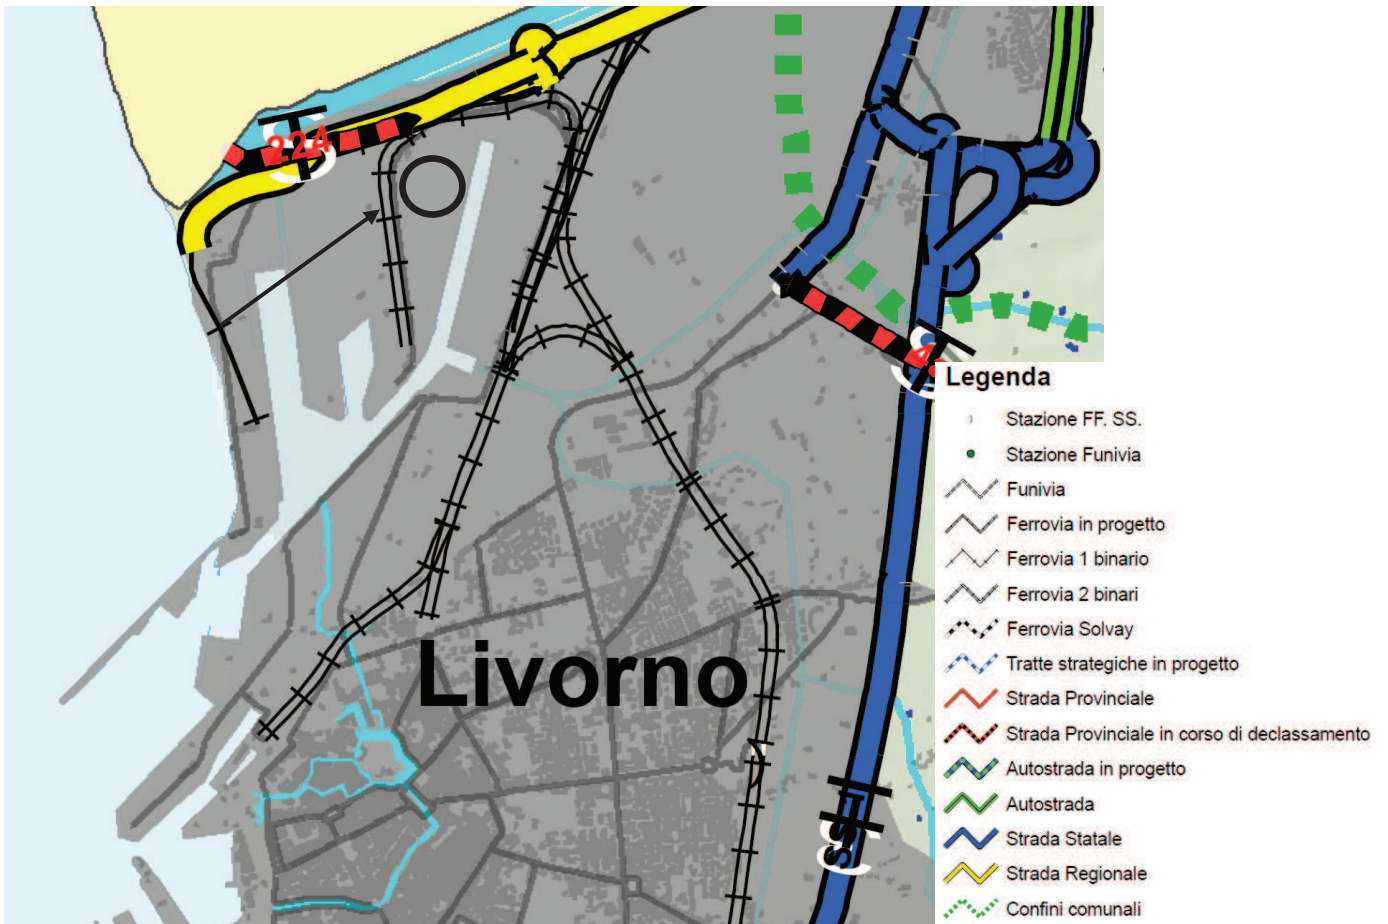 224
4
Livorno
SS1
Legenda
Stazione FF. SS.
Stazione Funivia
Funivia
Ferrovia in progetto
Ferrovia 1 binario
Ferrovia 2 binari
Ferrovia Solvay
Tratte strategiche in progetto
Strada Provinciale
Strada Provinciale in corso di declassamento
Autostrada in progetto
Autostrada
Strada Statale
Strada Regionale
Confini comunali